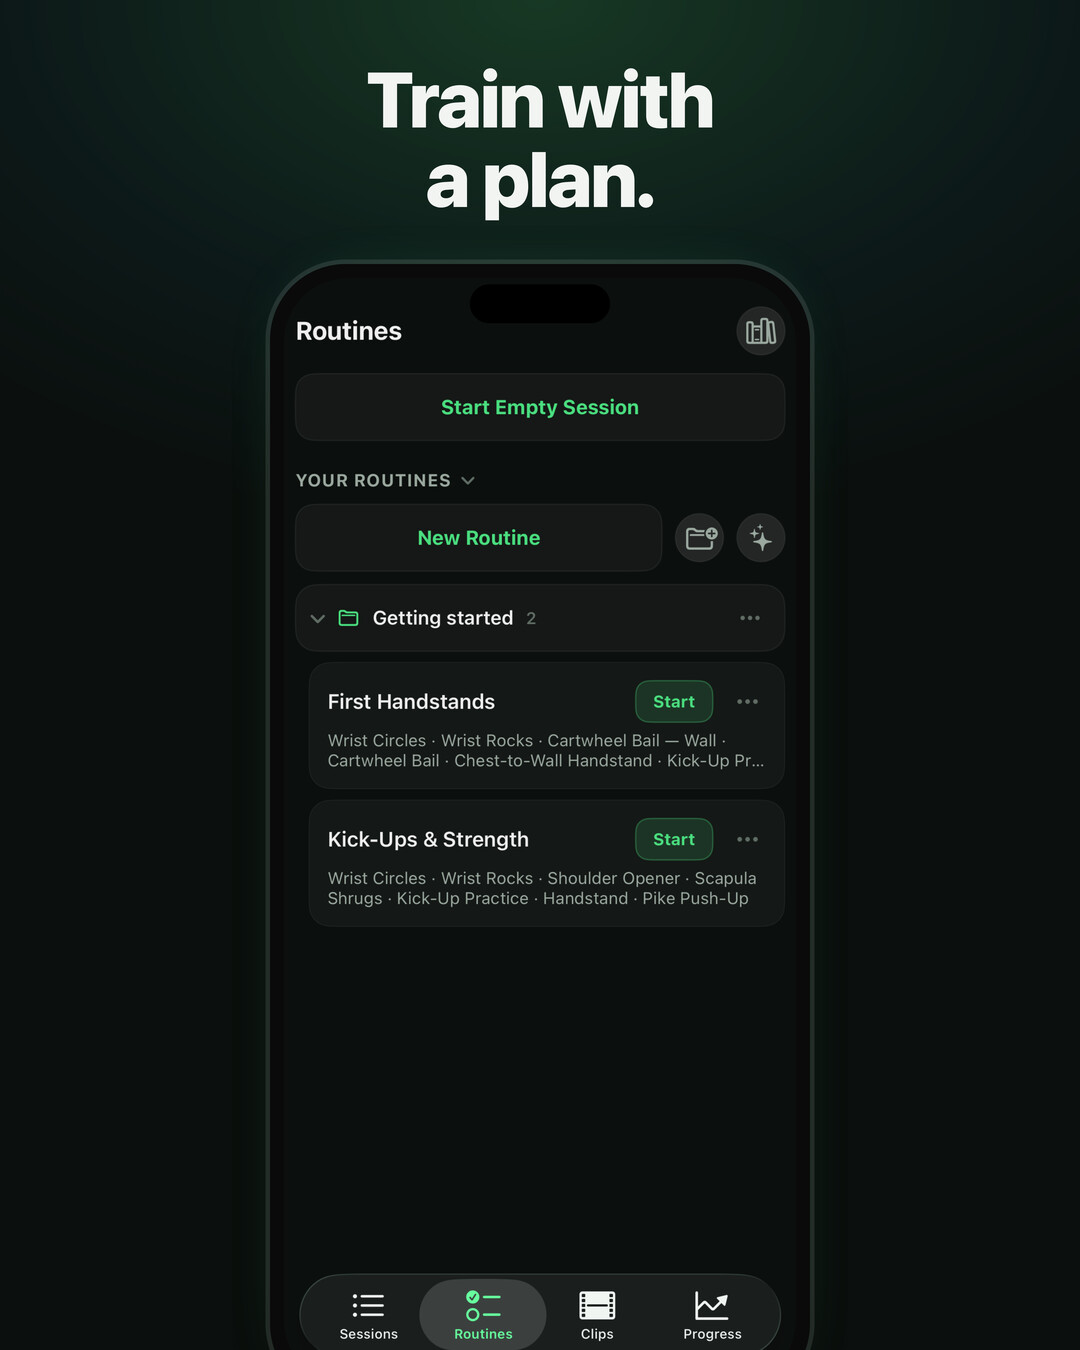 Train with
a plan.
Routines
Start Empty Session
YOUR ROUTINES
New Routine
Getting started 2
First Handstands Start
Wrist Circles · Wrist Rocks · Cartwheel Bail — Wall ·
Cartwheel Bail · Chest-to-Wall Handstand · Kick-Up Pr...
Kick-Ups & Strength Start
Wrist Circles · Wrist Rocks · Shoulder Opener · Scapula
Shrugs · Kick-Up Practice · Handstand · Pike Push-Up
Sessions Routines Clips Progress